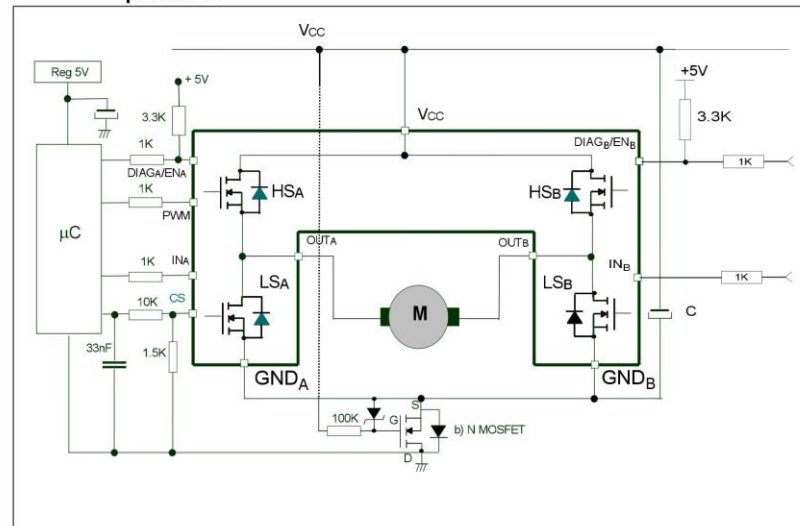 VCC
Reg 5V
+ 5V
+5V
3.3K
VCC
3.3K
1K
DIAGA/ENA
DIAGB/ENB
1K
1K
HSA
HSB
PWM
µC
OUTA
OUTB
1K
INA
INB
1K
LSA
LSB
M
10K
CS
C
33nF
1.5K
GNDA
GNDB
100K
G
S
D
b) N MOSFET